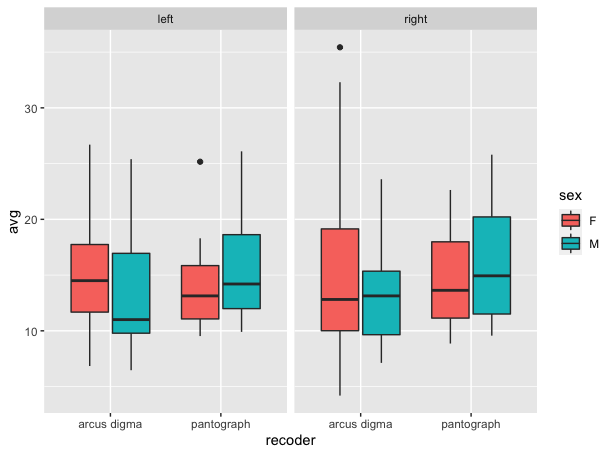 left
right
avg
30
20
10
arcus digma
pantograph
arcus digma
pantograph
recoder
sex
F
M